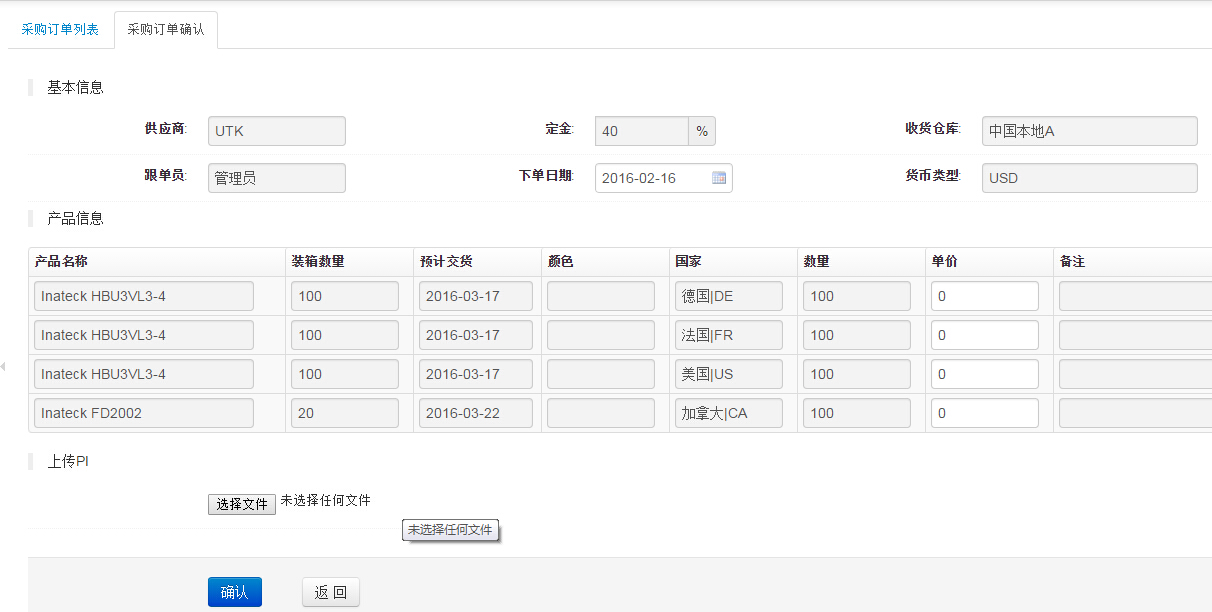 采购订单列表 采购订单确认
基本信息
供应商: UTK 定金: 40 % 收货仓库: 中国本地A
跟单员: 管理员 下单日期: 2016-02-16 货币类型: USD
产品信息
产品名称 装箱数量 预计交货 颜色 国家 数量 单价 备注
Inateck HBU3VL3-4 100 2016-03-17 德国|DE 100 0
Inateck HBU3VL3-4 100 2016-03-17 法国|FR 100 0
Inateck HBU3VL3-4 100 2016-03-17 美国|US 100 0
Inateck FD2002 20 2016-03-22 加拿大|CA 100 0
上传PI
选择文件 未选择任何文件
未选择任何文件
确认 返 回